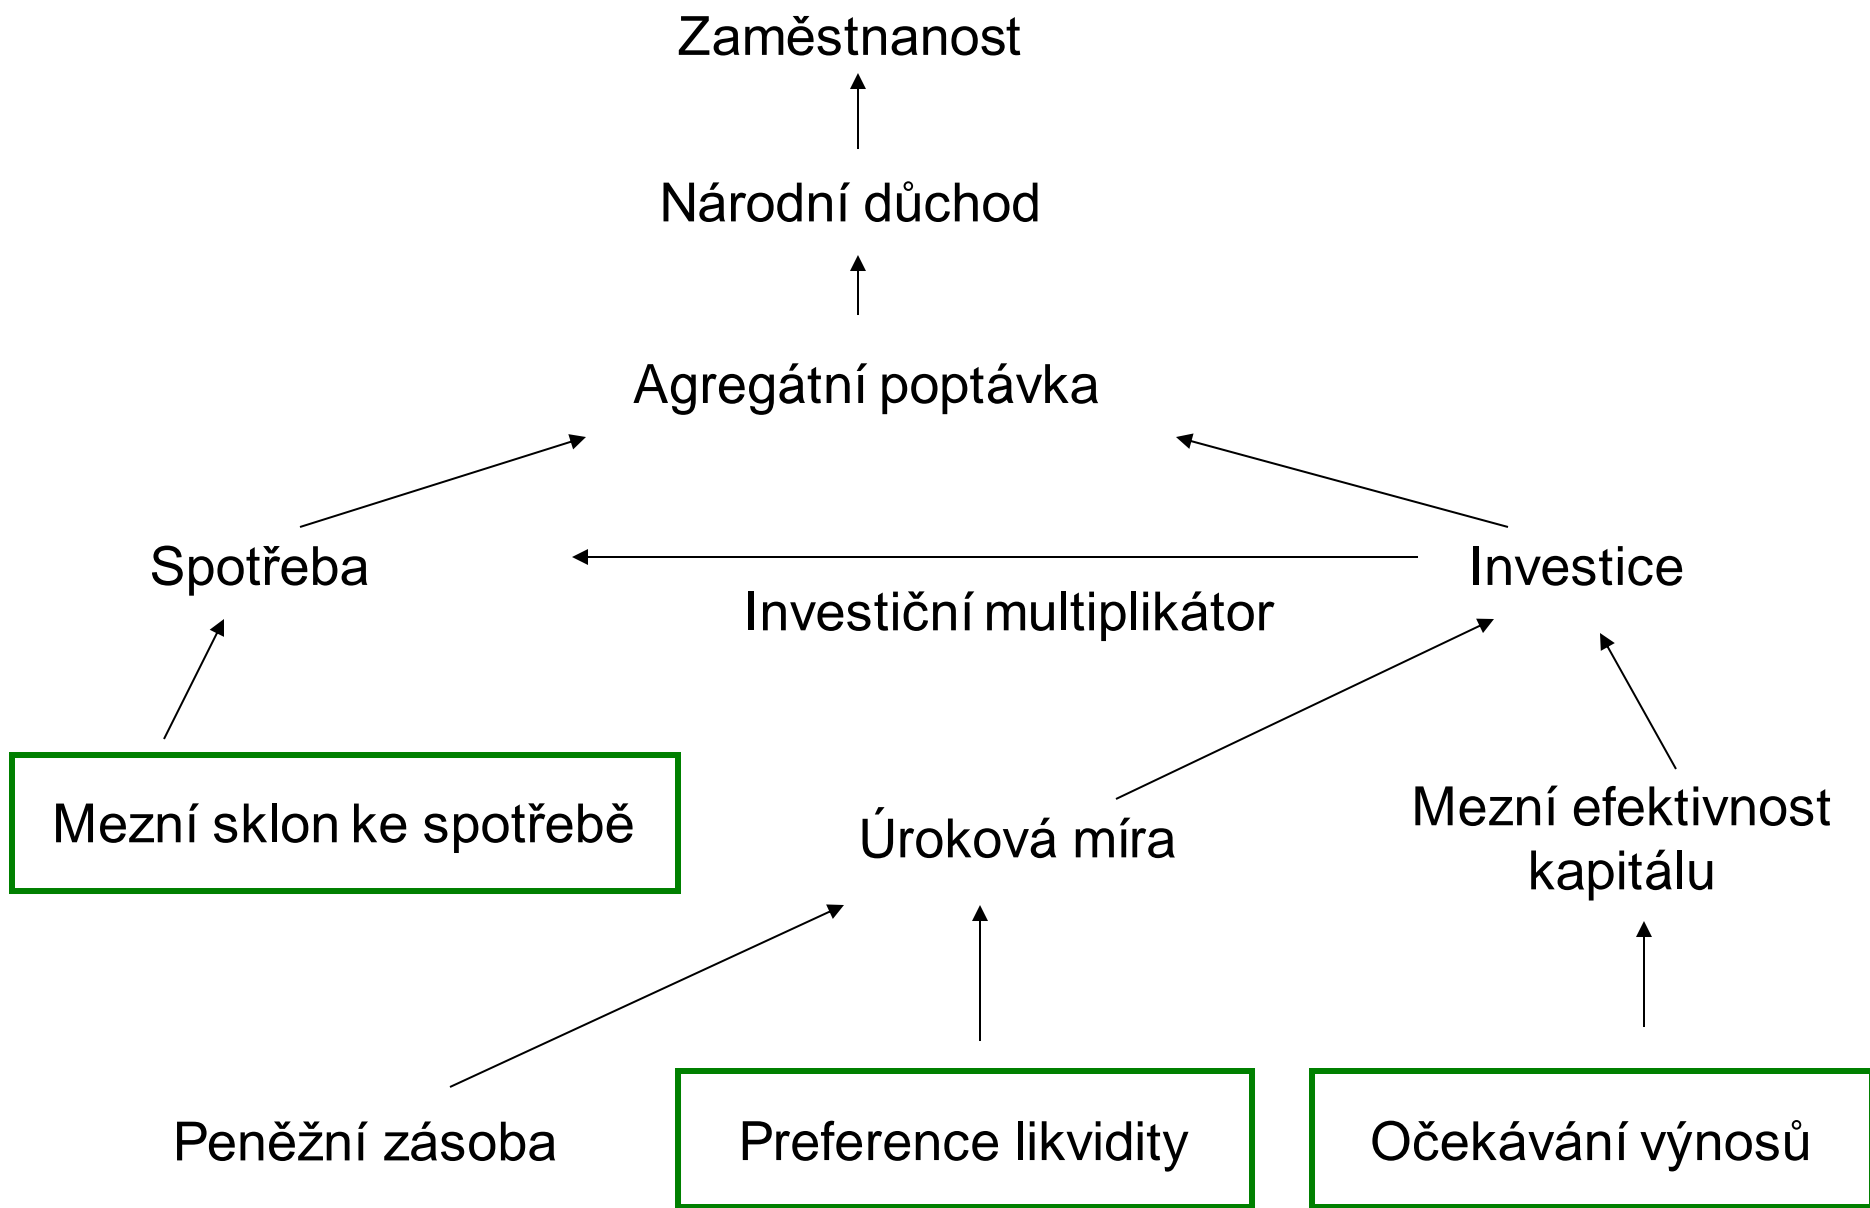 Zaměstnanost
Národní důchod
Agregátní poptávka
Spotřeba
Investice
Investiční multiplikátor
Mezní sklon ke spotřebě
Úroková míra
Mezní efektivnost
kapitálu
Peněžní zásoba
Preference likvidity
Očekávání výnosů